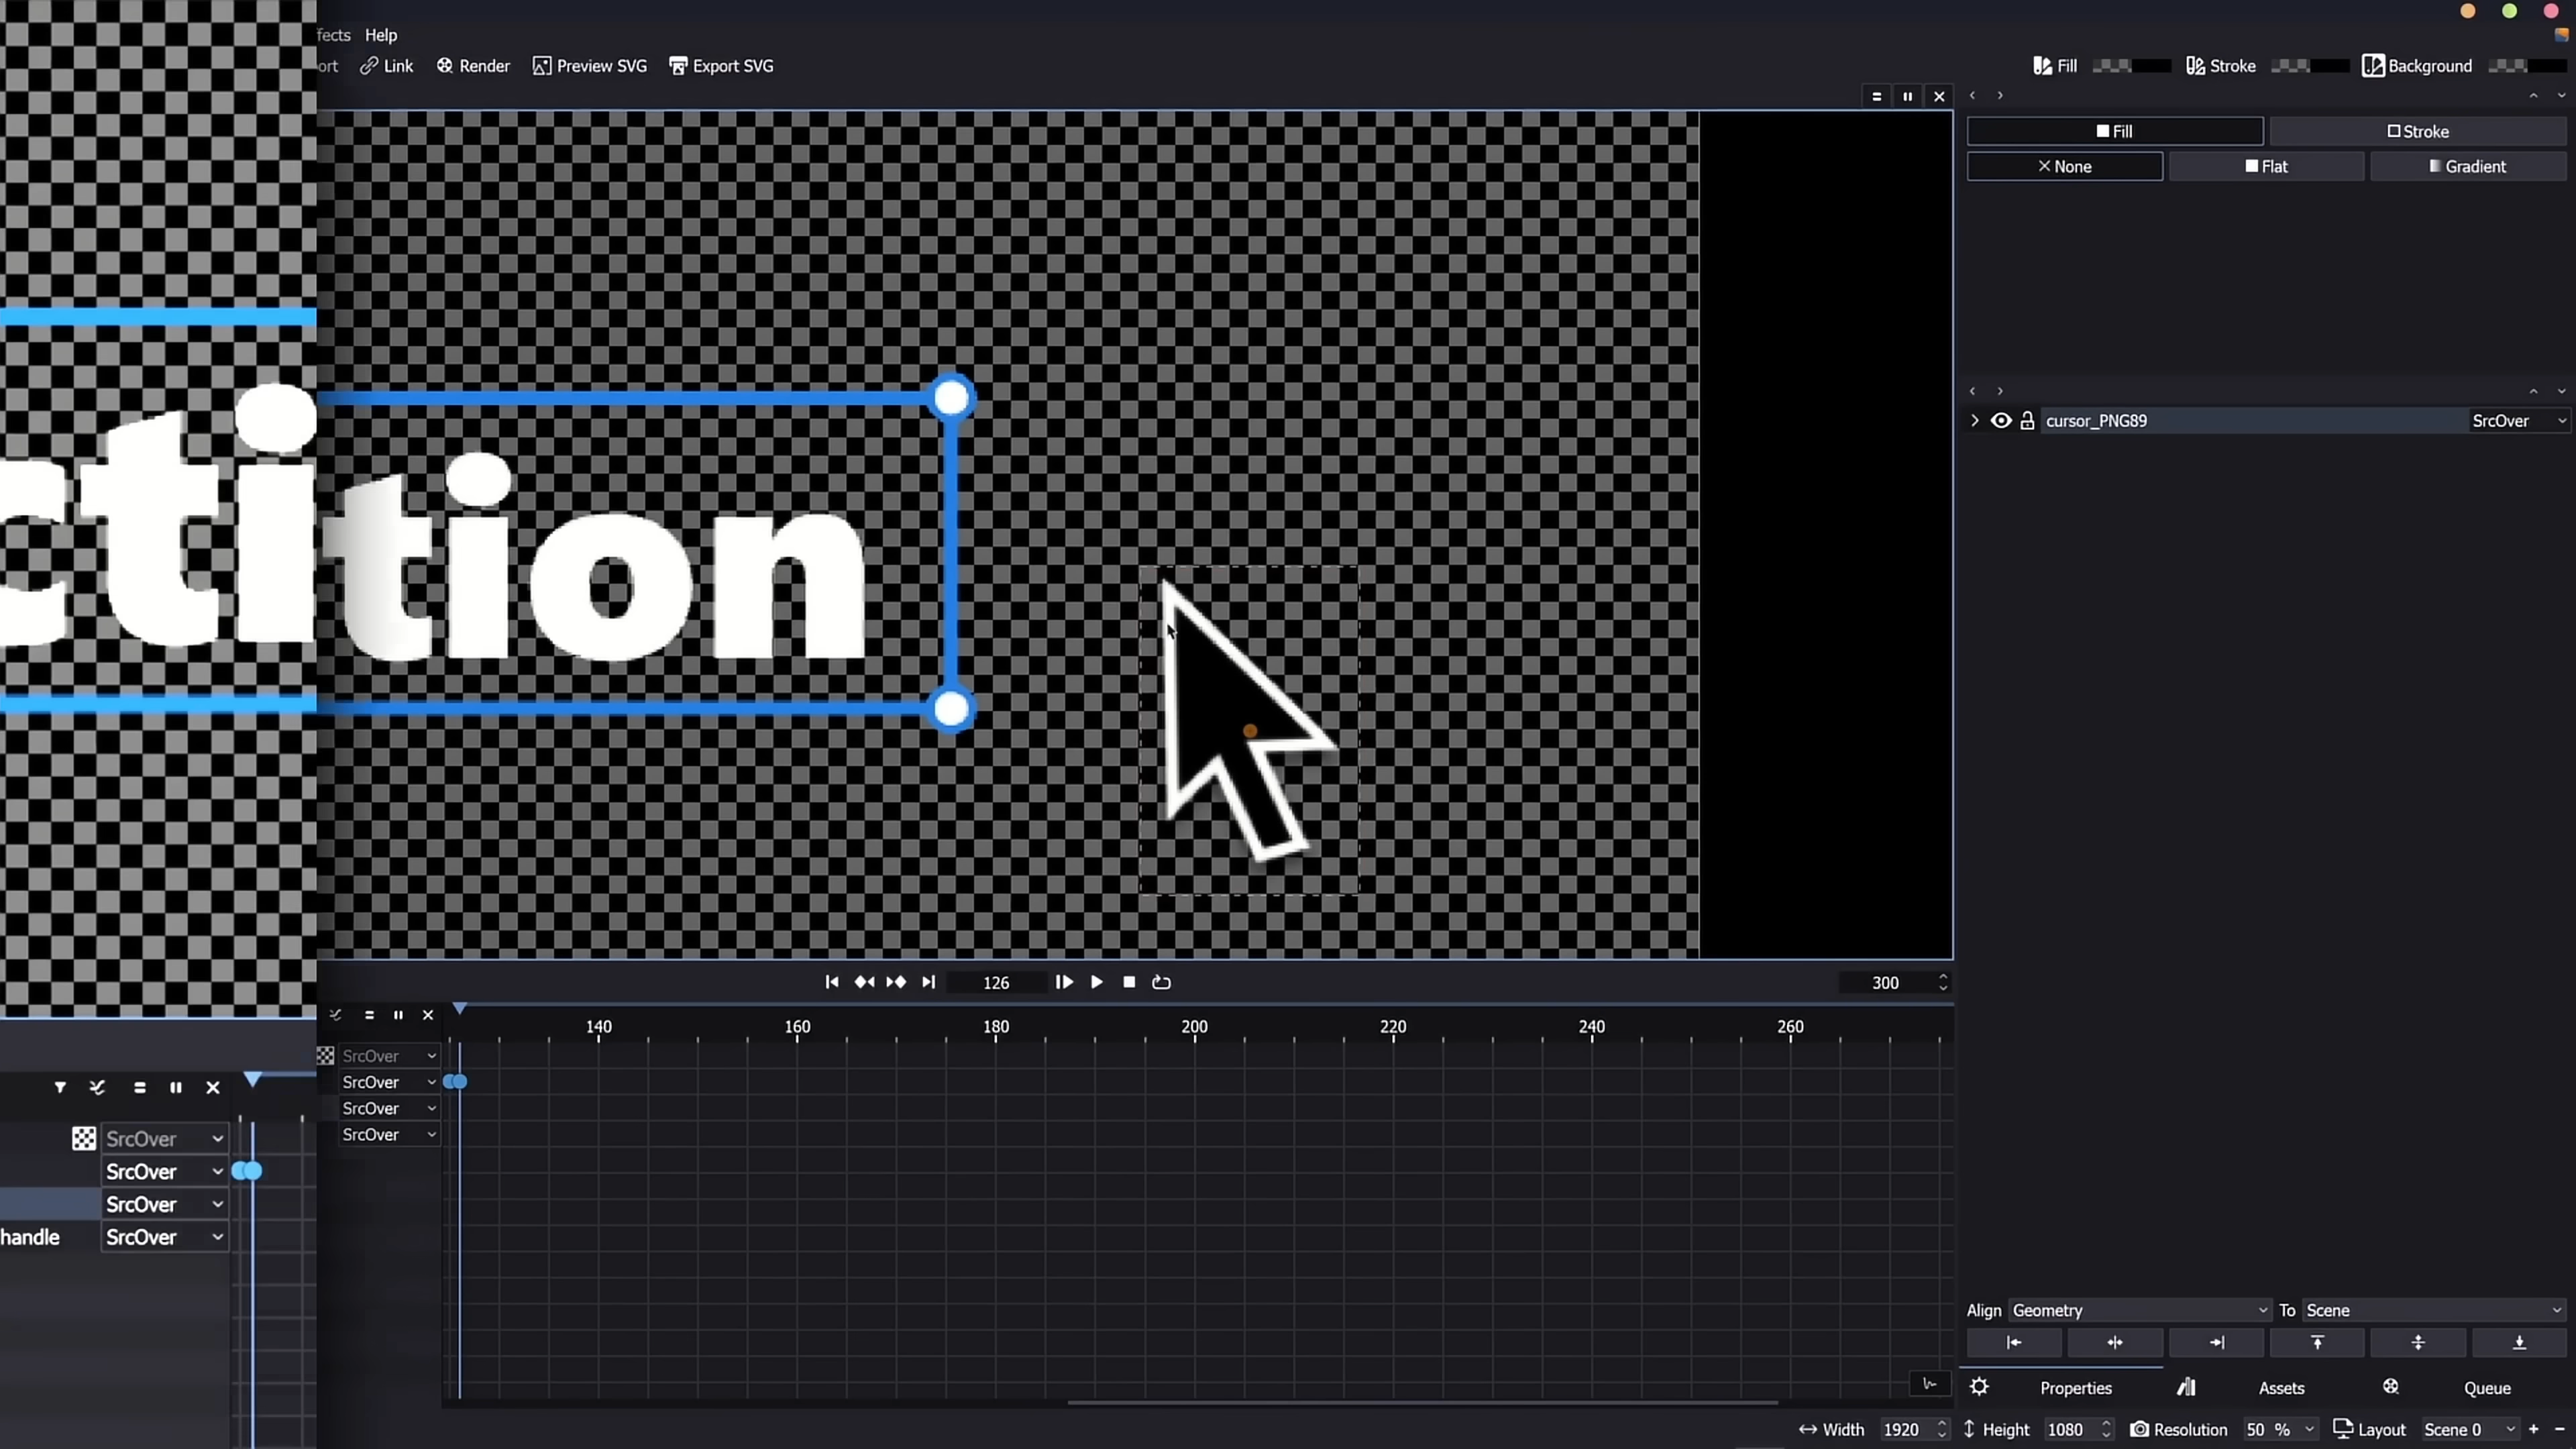 ffects Help
ort Link Render Preview SVG Export SVG
Fill Stroke Background
Fill Stroke
None Flat Gradient
cursor_PNG89 SrcOver
cti
tion
126
300
140 160 180 200 220 240 260
SrcOver
SrcOver
SrcOver
SrcOver
SrcOver
SrcOver
SrcOver
handle SrcOver
Align Geometry To Scene
Properties Assets Queue
Width 1920 Height 1080 Resolution 50 % Layout Scene 0